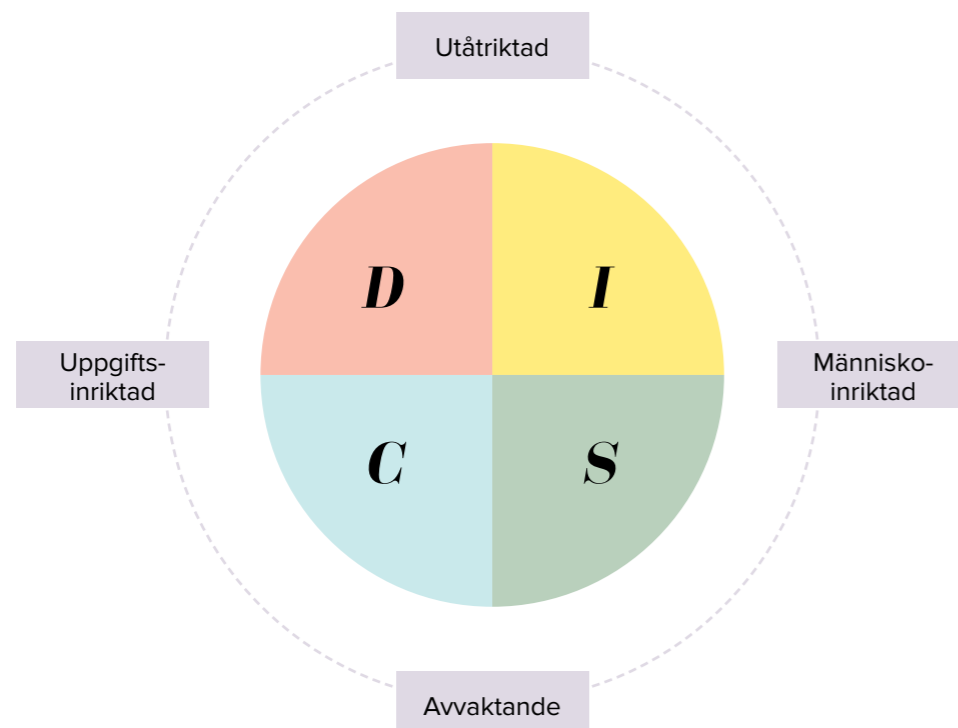 Utåtriktad
D
I
Uppgifts-
inriktad
Människo-
inriktad
C
S
Avvaktande